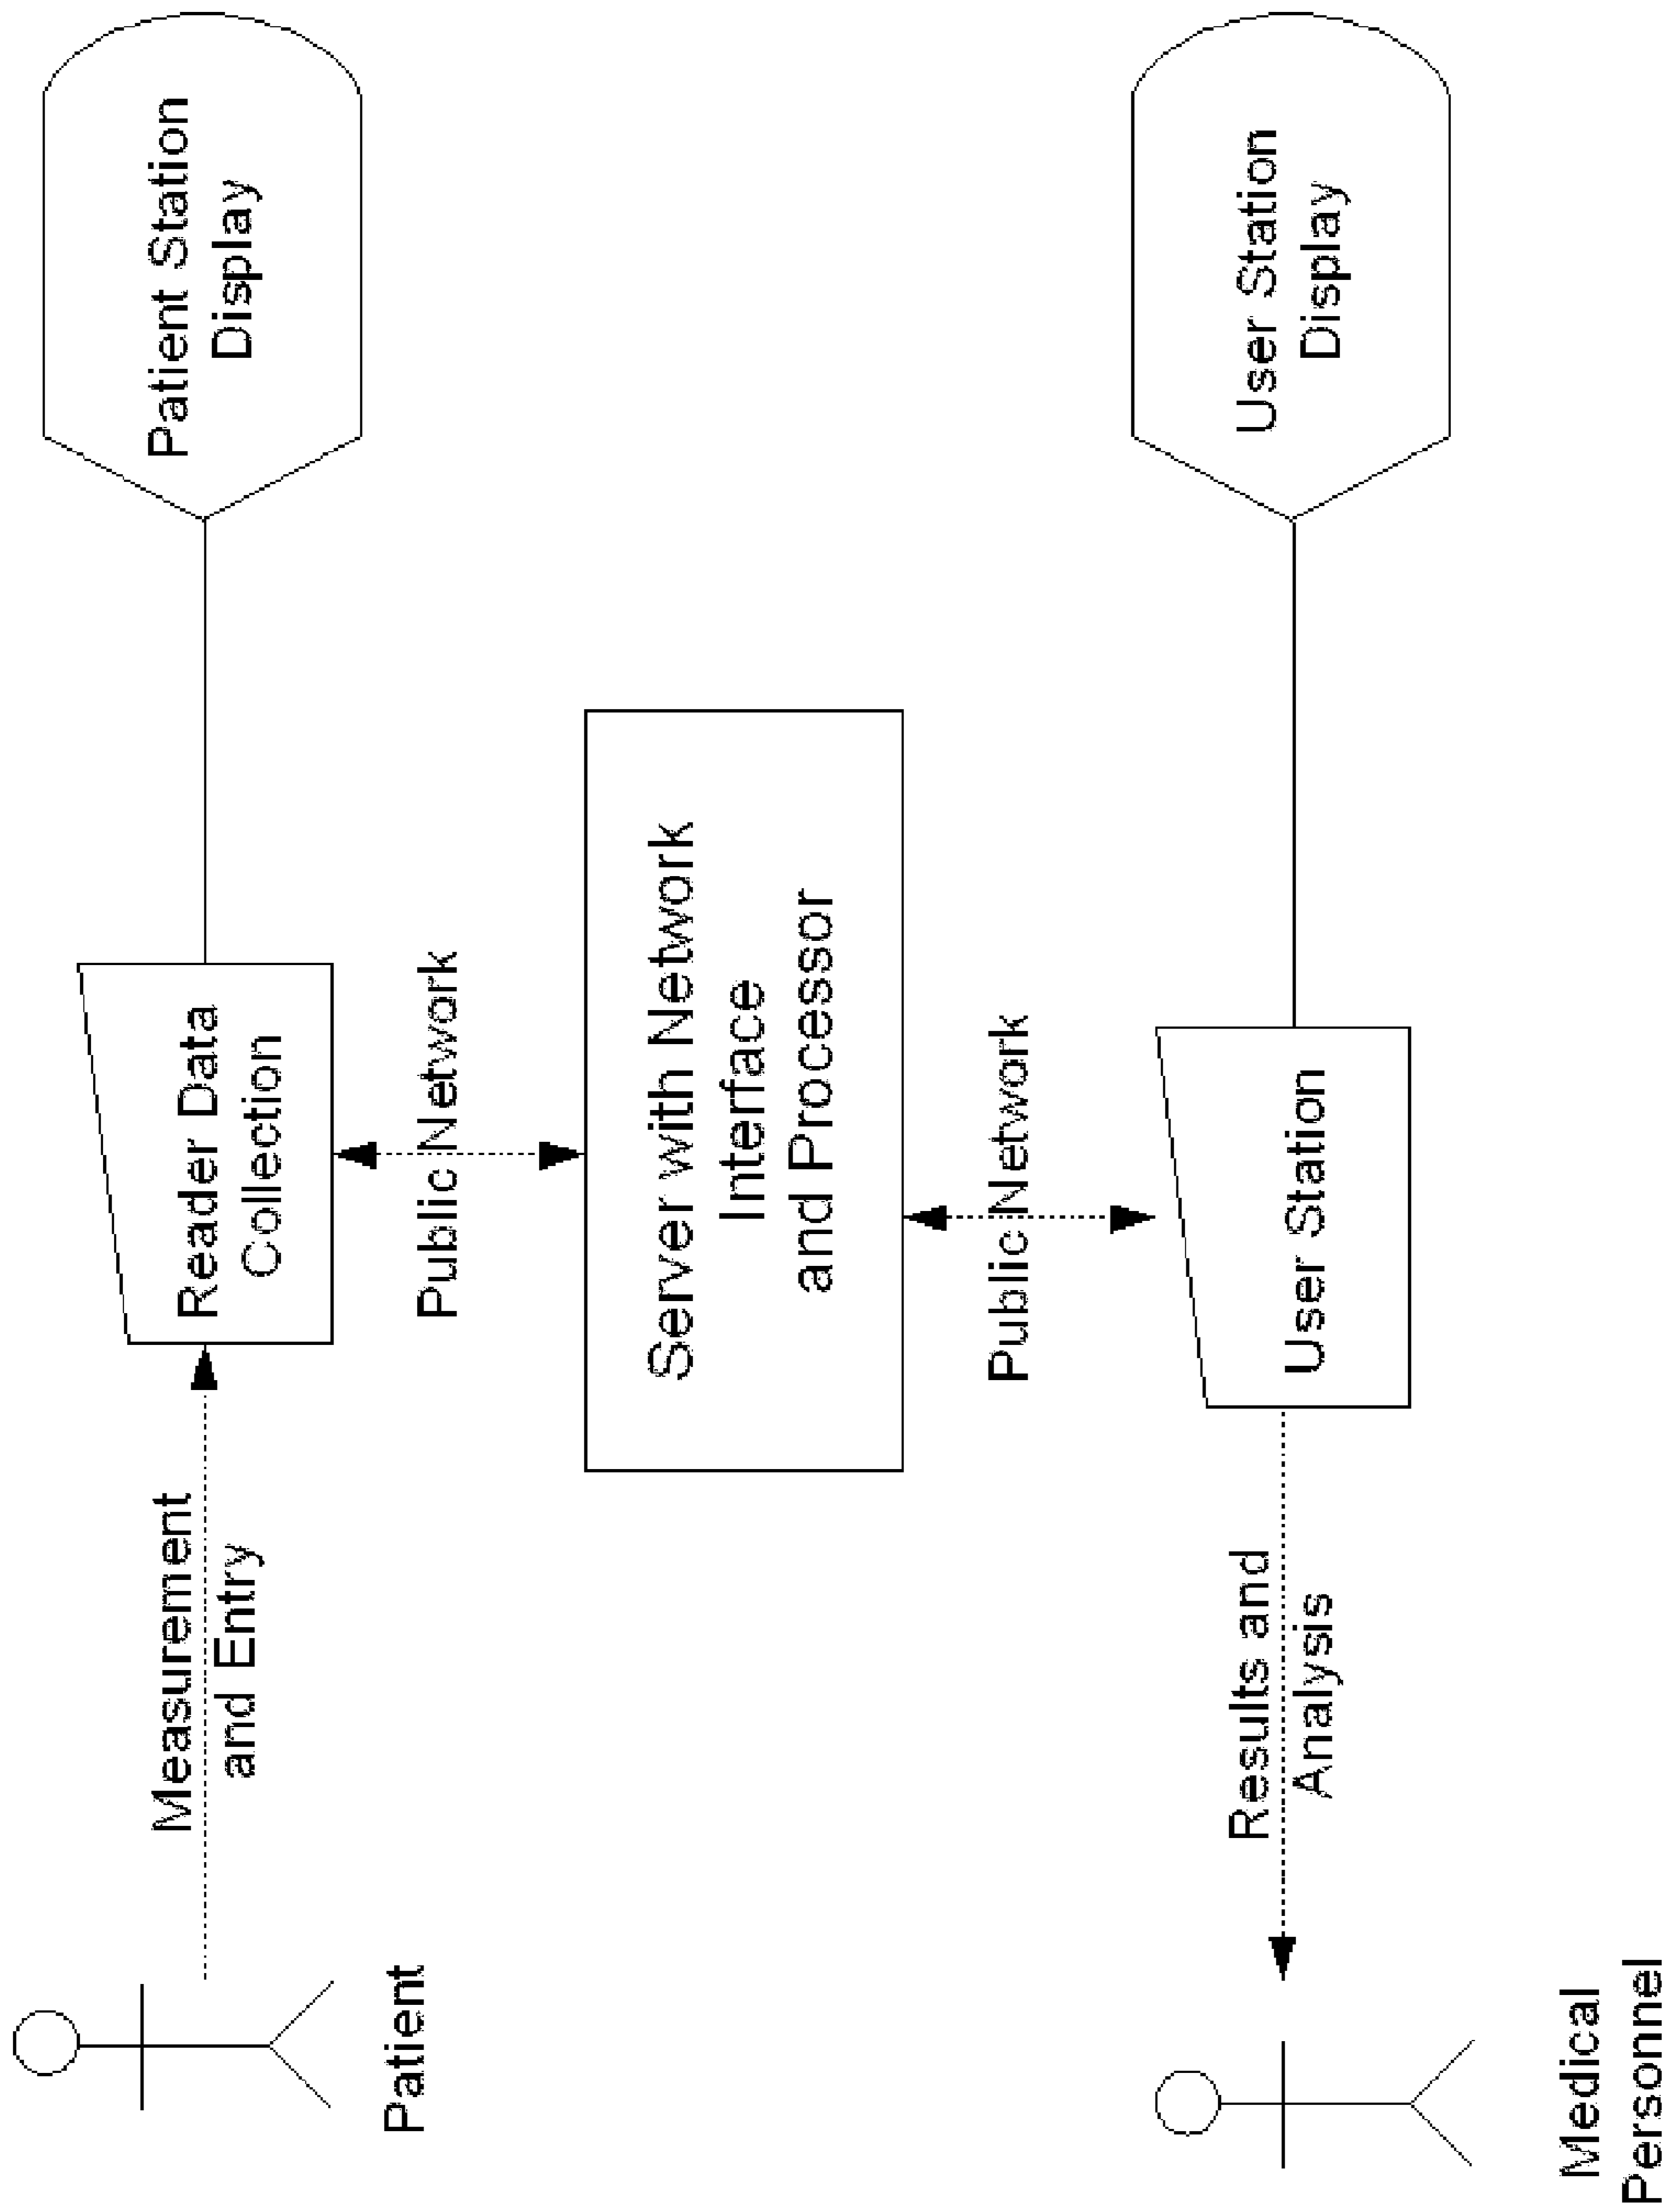 Patient
Measurement
and Entry
Reader Data
Collection
Patient Station
Display
Public Network
Server with Network
Interface
and Processor
Public Network
Medical
Personnel
Results and
Analysis
User Station
User Station
Display